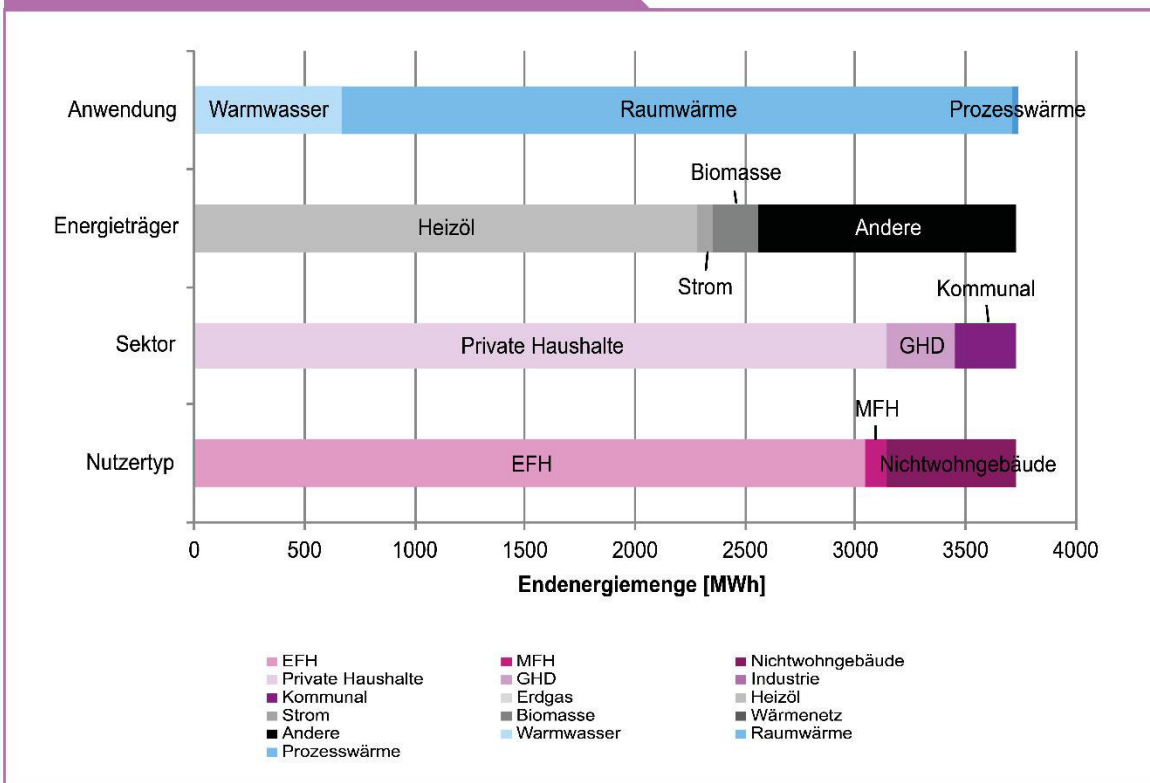 Anwendung
Warmwasser
Raumwärme
Prozesswärme
Biomasse
Energieträger
Heizöl
Andere
Strom
Kommunal
Sektor
Private Haushalte
GHD
MFH
Nutzertyp
EFH
Nichtwohngebäude
0 500 1000 1500 2000 2500 3000 3500 4000
Endenergiemenge [MWh]
EFH MFH Nichtwohngebäude
Private Haushalte GHD Industrie
Kommunal Erdgas Heizöl
Strom Biomasse Wärmenetz
Andere Warmwasser Raumwärme
Prozesswärme